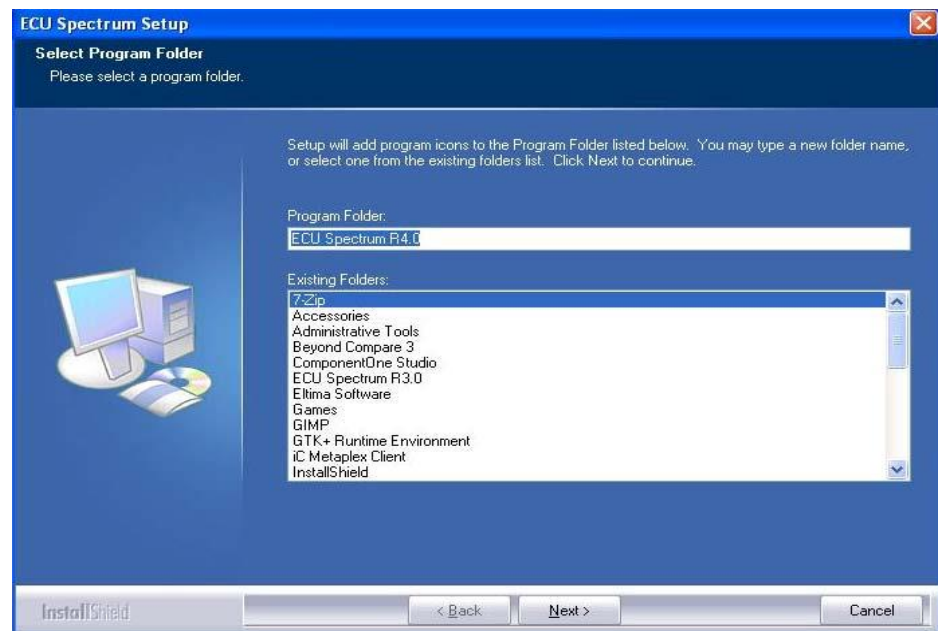 ECU Spectrum Setup
Select Program Folder
Please select a program folder.
Setup will add program icons to the Program Folder listed below.  You may type a new folder name,
or select one from the existing folders list.  Click Next to continue.
Program Folder:
ECU Spectrum R4.0
Existing Folders:
7-Zip
Accessories
Administrative Tools
Beyond Compare 3
ComponentOne Studio
ECU Spectrum R3.0
Eltima Software
Games
GIMP
GTK+ Runtime Environment
iC Metaplex Client
InstallShield
InstallShield
< Back
Next >
Cancel